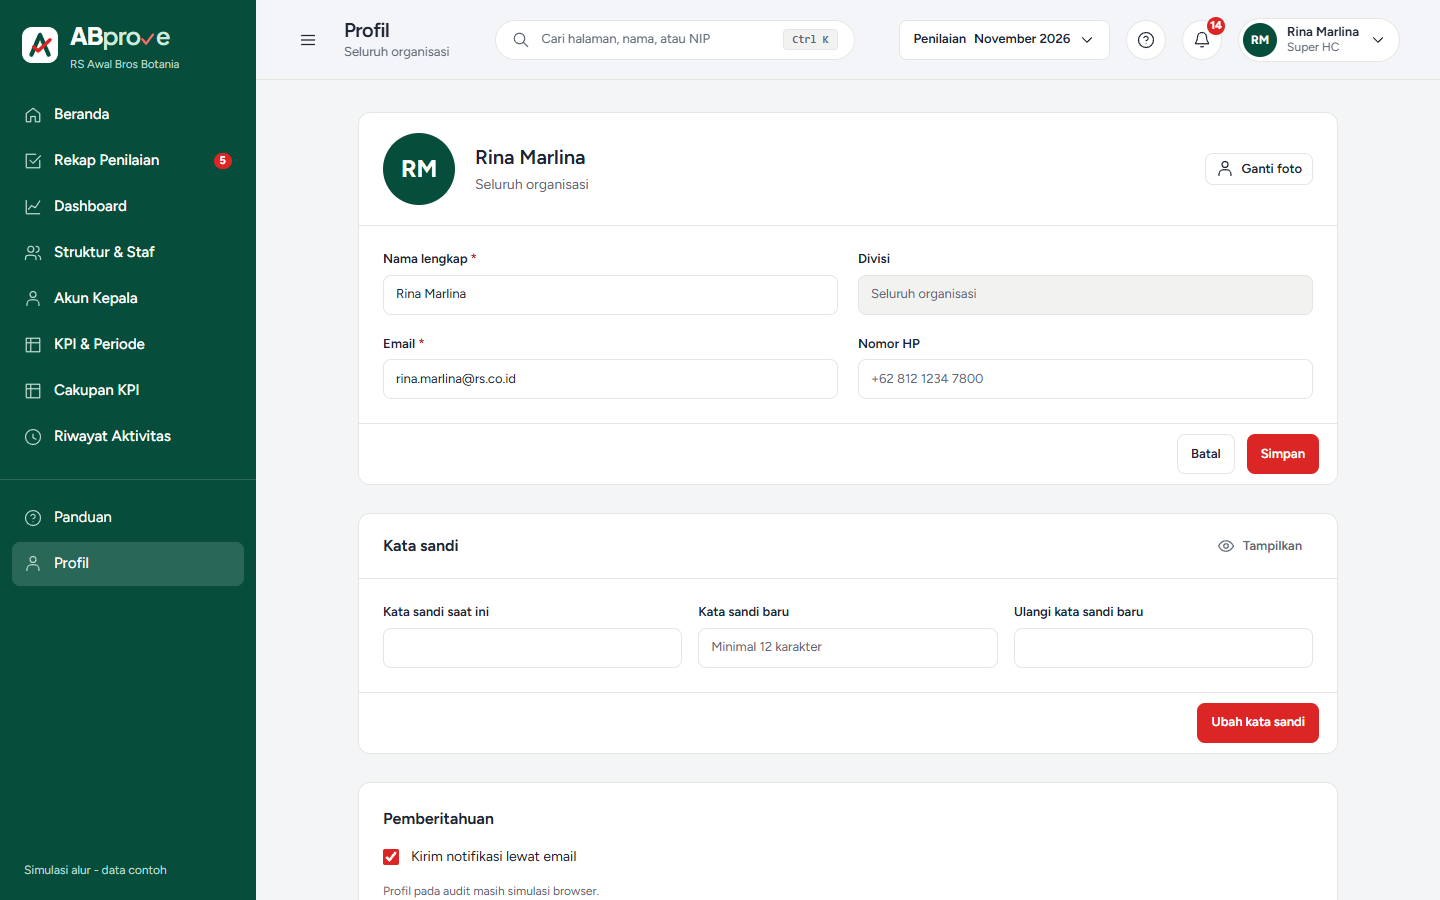 ABprove
RS Awal Bros Botania
Beranda
Rekap Penilaian 5
Dashboard
Struktur & Staf
Akun Kepala
KPI & Periode
Cakupan KPI
Riwayat Aktivitas
Panduan
Profil
Simulasi alur - data contoh
Profil
Seluruh organisasi
Cari halaman, nama, atau NIP Ctrl K
Penilaian November 2026
14
RM
Rina Marlina
Super HC
RM
Rina Marlina
Seluruh organisasi
Ganti foto
Nama lengkap *
Rina Marlina
Divisi
Seluruh organisasi
Email *
rina.marlina@rs.co.id
Nomor HP
+62 812 1234 7800
Batal
Simpan
Kata sandi
Tampilkan
Kata sandi saat ini
Kata sandi baru
Minimal 12 karakter
Ulangi kata sandi baru
Ubah kata sandi
Pemberitahuan
Kirim notifikasi lewat email
Profil pada audit masih simulasi browser.